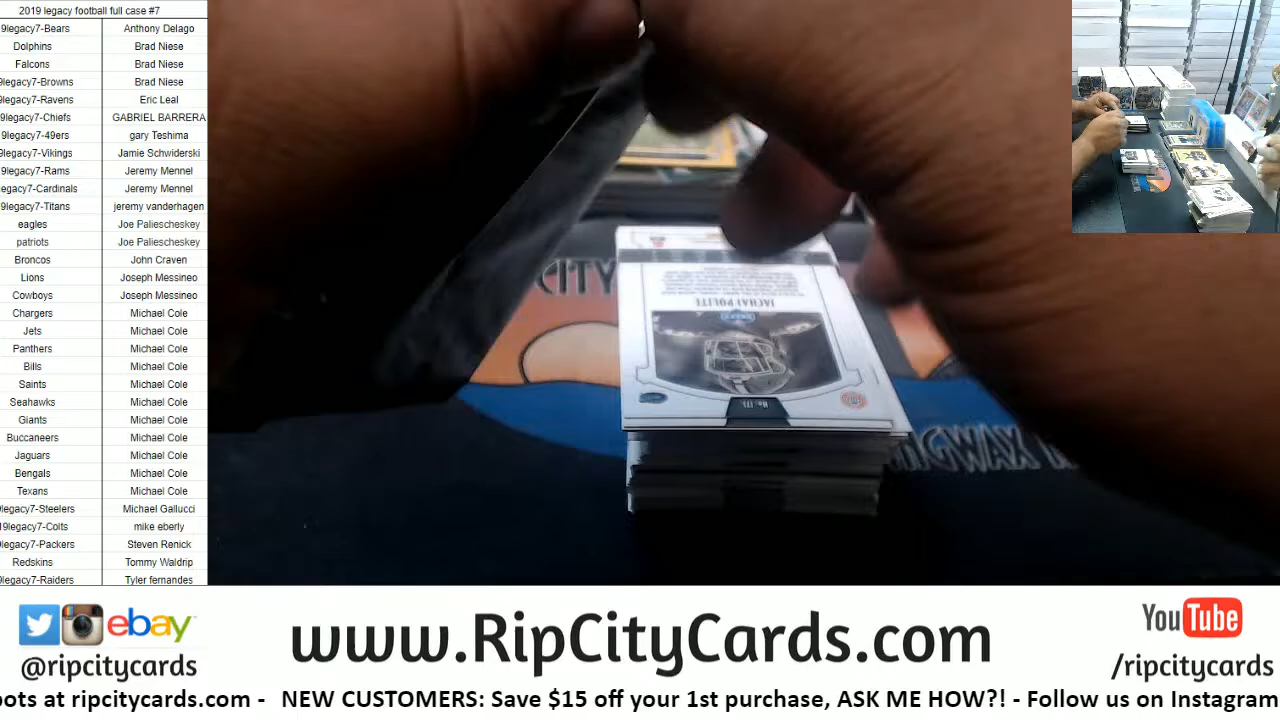 2019 legacy football full case #7
9legacy7-Bears Anthony Delago
Dolphins Brad Niese
Falcons Brad Niese
9legacy7-Browns Brad Niese
9legacy7-Ravens Eric Leal
9legacy7-Chiefs GABRIEL BARRERA
9legacy7-49ers gary Teshima
9legacy7-Vikings Jamie Schwiderski
9legacy7-Rams Jeremy Mennel
egacy7-Cardinals Jeremy Mennel
9legacy7-Titans jeremy vanderhagen
eagles Joe Paliescheskey
patriots Joe Paliescheskey
Broncos John Craven
Lions Joseph Messineo
Cowboys Joseph Messineo
Chargers Michael Cole
Jets Michael Cole
Panthers Michael Cole
Bills Michael Cole
Saints Michael Cole
Seahawks Michael Cole
Giants Michael Cole
Buccaneers Michael Cole
Jaguars Michael Cole
Bengals Michael Cole
Texans Michael Cole
9legacy7-Steelers Michael Gallucci
19legacy7-Colts mike eberly
9legacy7-Packers Steven Renick
Redskins Tommy Waldrip
9legacy7-Raiders Tyler fernandes
CITY
JACHAI POLITE
No. 171
IGWAX
ebay
@ripcitycards
www.RipCityCards.com
YouTube
/ripcitycards
oots at ripcitycards.com - NEW CUSTOMERS: Save $15 off your 1st purchase, ASK ME HOW?! - Follow us on Instagram